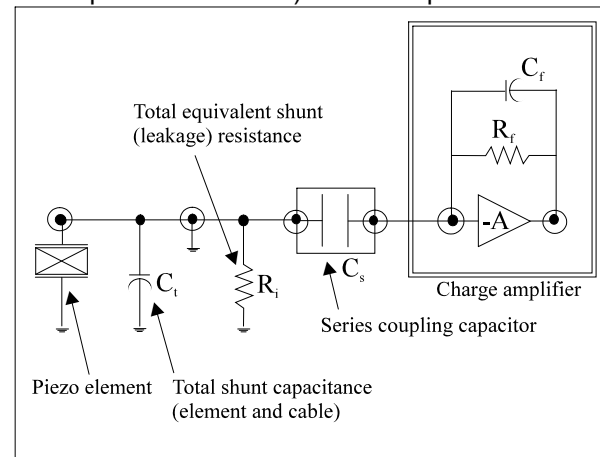 C_f
Total equivalent shunt
(leakage) resistance
R_f
-A
C_t
R_i
C_s
Charge amplifier
Series coupling capacitor
Piezo element
Total shunt capacitance
(element and cable)